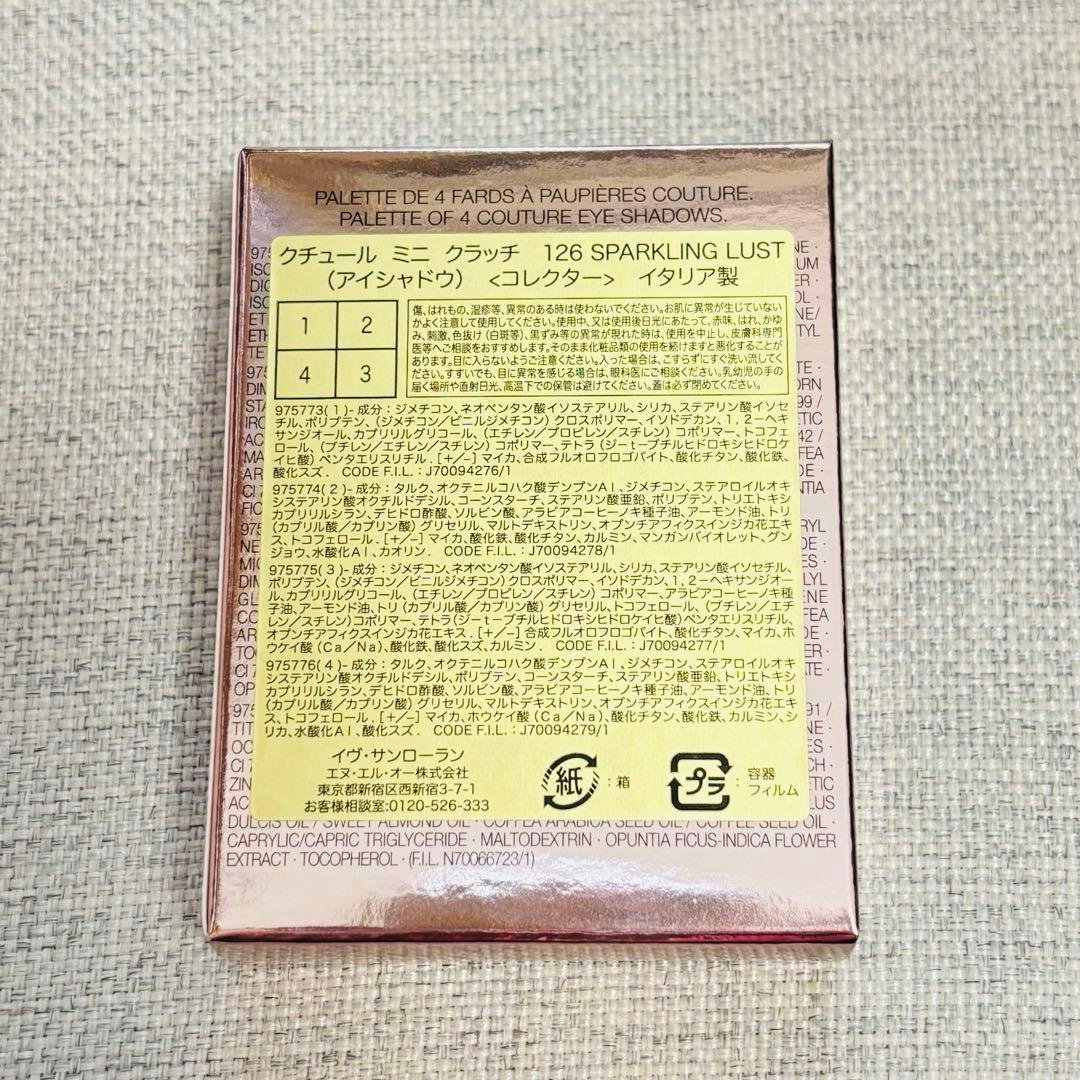 PALETTE DE 4 FARDS À PAUPIÈRES COUTURE.
PALETTE OF 4 COUTURE EYE SHADOWS.
クチュール ミニ クラッチ 126 SPARKLING LUST
(アイシャドウ) <コレクター> イタリア製
1 2
4 3
傷、はれもの、湿疹等、異常のある時は使わないでください。お肌に異常が生じていない
かよく注意して使用してください。使用中、又は使用後日光にあたって、赤味、はれ、かゆ
み、刺激、色抜け(白斑等)、黒ずみ等の異常が現れた時は、使用を中止し、皮膚科専門
医等へご相談をおすすめします。そのまま化粧品類の使用を続けますと悪化することが
あります。目に入らないようご注意ください。入った場合は、こすらずにすぐ洗い流してく
ださい。すすいでも、目に異常を感じる場合は、眼科医にご相談ください。乳幼児の手の
届く場所や直射日光、高温下での保管は避けてください。蓋は必ず閉めてください。
975773(1)-成分:ジメチコン、ネオペンタン酸イソステアリル、シリカ、ステアリン酸イソセ
チル、ポリブテン、(ジメチコン/ビニルジメチコン)クロスポリマー、イソドデカン、1,2-ヘキ
サンジオール、カプリリルグリコール、(エチレン/プロピレン/スチレン)コポリマー、トコフェ
ロール、(ブチレン/エチレン/スチレン)コポリマー、テトラ(ジーt-ブチルヒドロキシヒドロケ
イヒ酸)ペンタエリスリチル.[+/-]マイカ、合成フルオロフロゴパイト、酸化チタン、酸化鉄、
酸化スズ. CODE F.I.L.:J70094276/1
975774(2)-成分:タルク、オクテニルコハク酸デンプンAl、ジメチコン、ステアロイルオキ
システアリン酸オクチルドデシル、コーンスターチ、ステアリン酸亜鉛、ポリブテン、トリエトキシ
カプリリルシラン、デヒドロ酢酸、ソルビン酸、アラビアコーヒーノキ種子油、アーモンド油、トリ
(カプリル酸/カプリン酸)グリセリル、マルトデキストリン、オプンチアフィクスインジカ花エキ
ス、トコフェロール.[+/-]マイカ、酸化鉄、酸化チタン、カルミン、マンガンバイオレット、グン
ジョウ、水酸化Al、カオリン. CODE F.I.L.:J70094278/1
975775(3)-成分:ジメチコン、ネオペンタン酸イソステアリル、シリカ、ステアリン酸イソセチル、
ポリブテン、(ジメチコン/ビニルジメチコン)クロスポリマー、イソドデカン、1,2-ヘキサンジオー
ル、カプリリルグリコール、(エチレン/プロピレン/スチレン)コポリマー、アラビアコーヒーノキ種
子油、アーモンド油、トリ(カプリル酸/カプリン酸)グリセリル、トコフェロール、(ブチレン/エチレ
ン/スチレン)コポリマー、テトラ(ジーt-ブチルヒドロキシヒドロケイヒ酸)ペンタエリスリチル、
オプンチアフィクスインジカ花エキス.[+/-]合成フルオロフロゴパイト、酸化チタン、マイカ、ホ
ウケイ酸(Ca/Na)、酸化鉄、酸化スズ、カルミン. CODE F.I.L.:J70094277/1
975776(4)-成分:タルク、オクテニルコハク酸デンプンAl、ジメチコン、ステアロイルオキ
システアリン酸オクチルドデシル、ポリブテン、コーンスターチ、ステアリン酸亜鉛、トリエトキシ
カプリリルシラン、デヒドロ酢酸、ソルビン酸、アラビアコーヒーノキ種子油、アーモンド油、トリ
(カプリル酸/カプリン酸)グリセリル、マルトデキストリン、オプンチアフィクスインジカ花エキ
ス、トコフェロール.[+/-]マイカ、ホウケイ酸(Ca/Na)、酸化チタン、酸化鉄、カルミン、シ
リカ、水酸化Al、酸化スズ. CODE F.I.L.:J70094279/1
イヴ・サンローラン
エヌ・エル・オー株式会社
東京都新宿区西新宿3-7-1
お客様相談室:0120-526-333
紙 :箱
プラ :容器
フィルム
DULCIS OIL / SWEET ALMOND OIL · COFFEA ARABICA SEED OIL / COFFEE SEED OIL ·
CAPRYLIC/CAPRIC TRIGLYCERIDE · MALTODEXTRIN · OPUNTIA FICUS-INDICA FLOWER
EXTRACT · TOCOPHEROL · (F.I.L. N70066723/1)